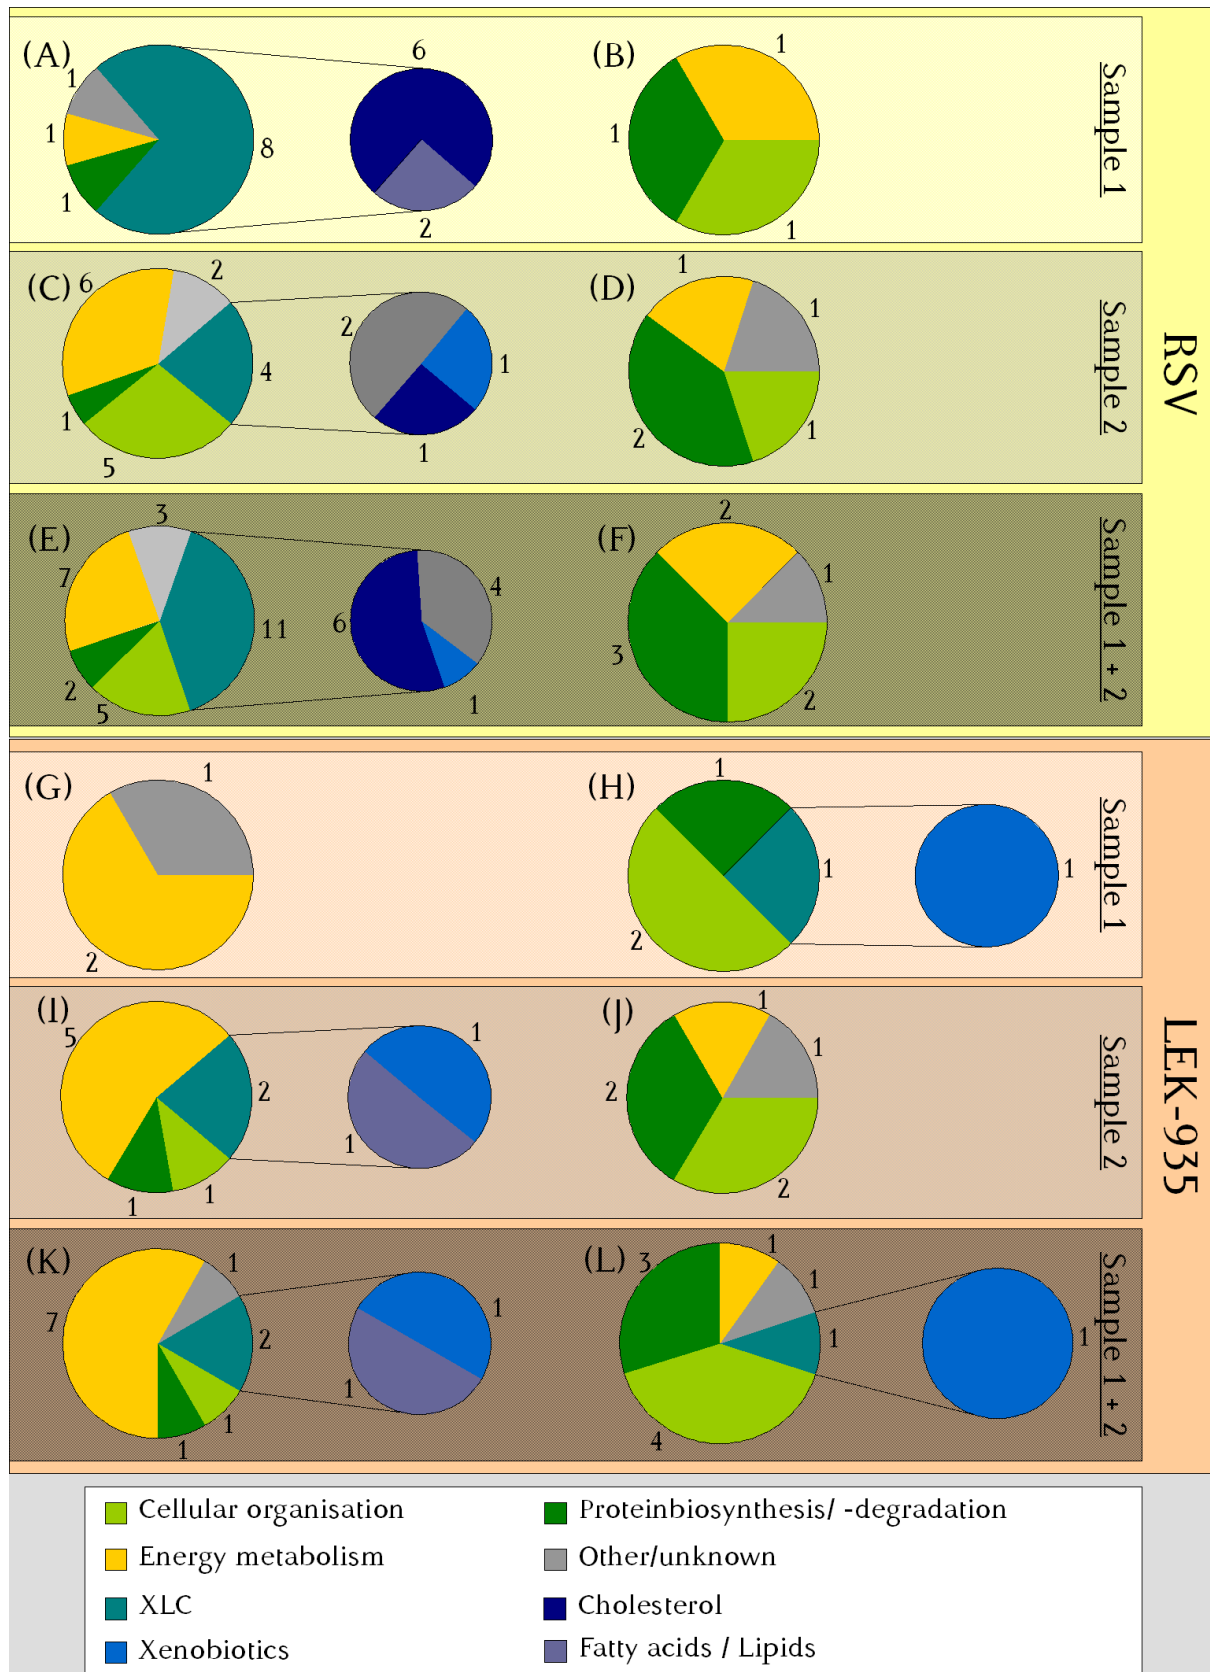 (A)
1
1
1
8
6
2
(B)
1
1
1
Sample 1
(C)
6
2
4
1
5
2
1
1
(D)
1
1
2
1
Sample 2
RSV
(E)
3
7
11
2
5
4
6
1
(F)
2
1
3
2
Sample 1 + 2
(G)
1
2
(H)
1
1
2
1
Sample 1
(I)
5
2
1
1
1
1
(J)
1
1
2
2
Sample 2
LEK-935
(K)
1
7
2
1
1
1
1
(L)
3
1
1
1
4
1
Sample 1 + 2
Cellular organisation
Proteinbiosynthesis/ -degradation
Energy metabolism
Other/unknown
XLC
Cholesterol
Xenobiotics
Fatty acids / Lipids